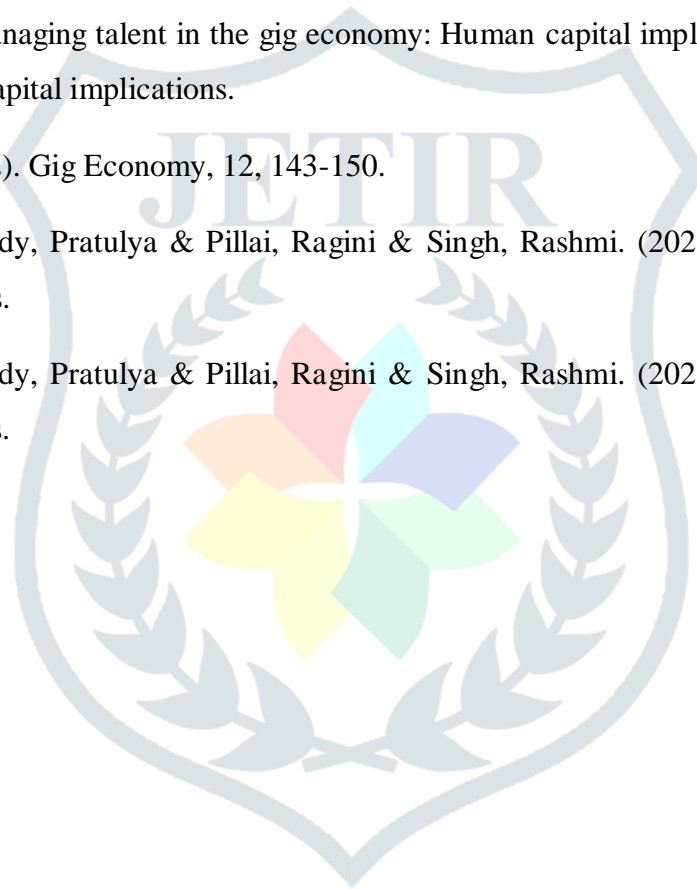 naging talent in the gig economy: Human capital impl
apital implications.
JETIR
). Gig Economy, 12, 143-150.
dy, Pratulya & Pillai, Ragini & Singh, Rashmi. (202
s.
dy, Pratulya & Pillai, Ragini & Singh, Rashmi. (202
s.